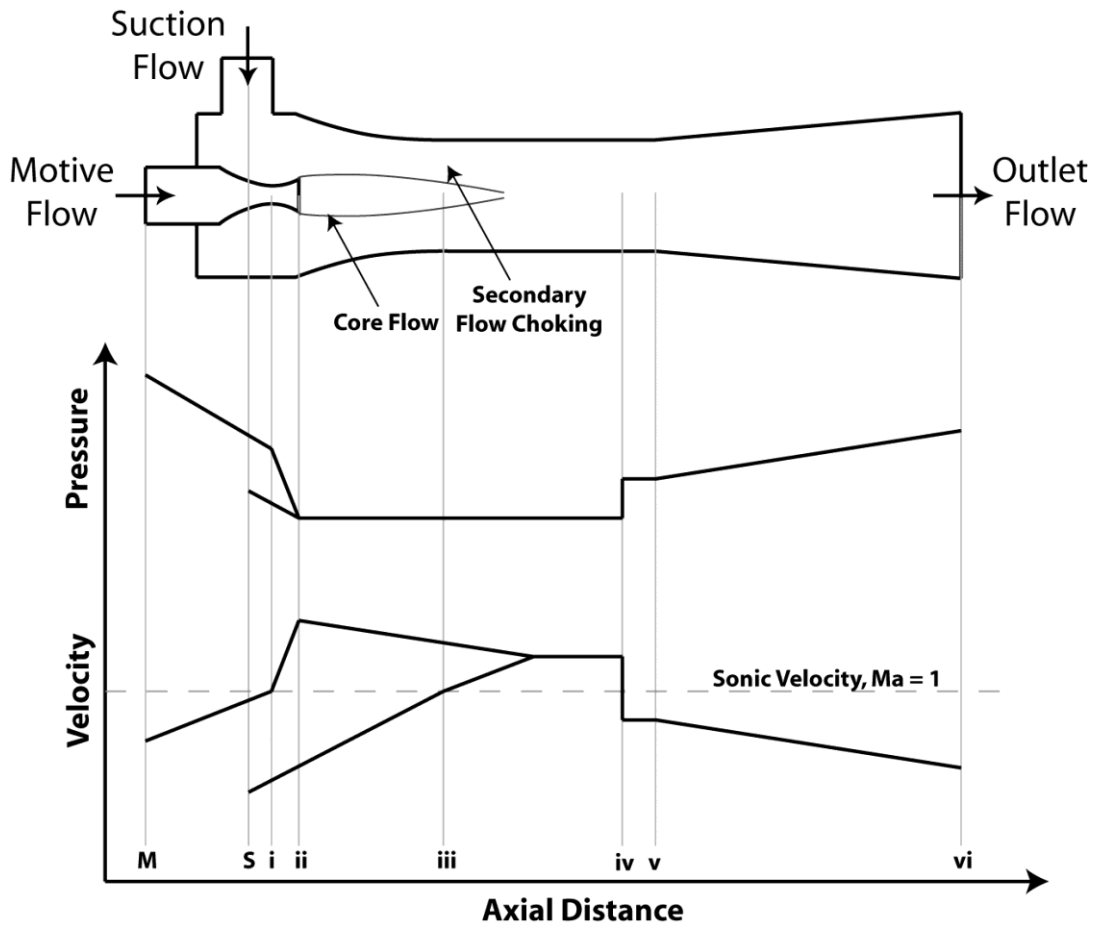 Suction
Flow
Motive
Flow
Outlet
Flow
Secondary
Flow Choking
Core Flow
Pressure
Velocity
Sonic Velocity, Ma = 1
M
S
i
ii
iii
iv
v
vi
Axial Distance